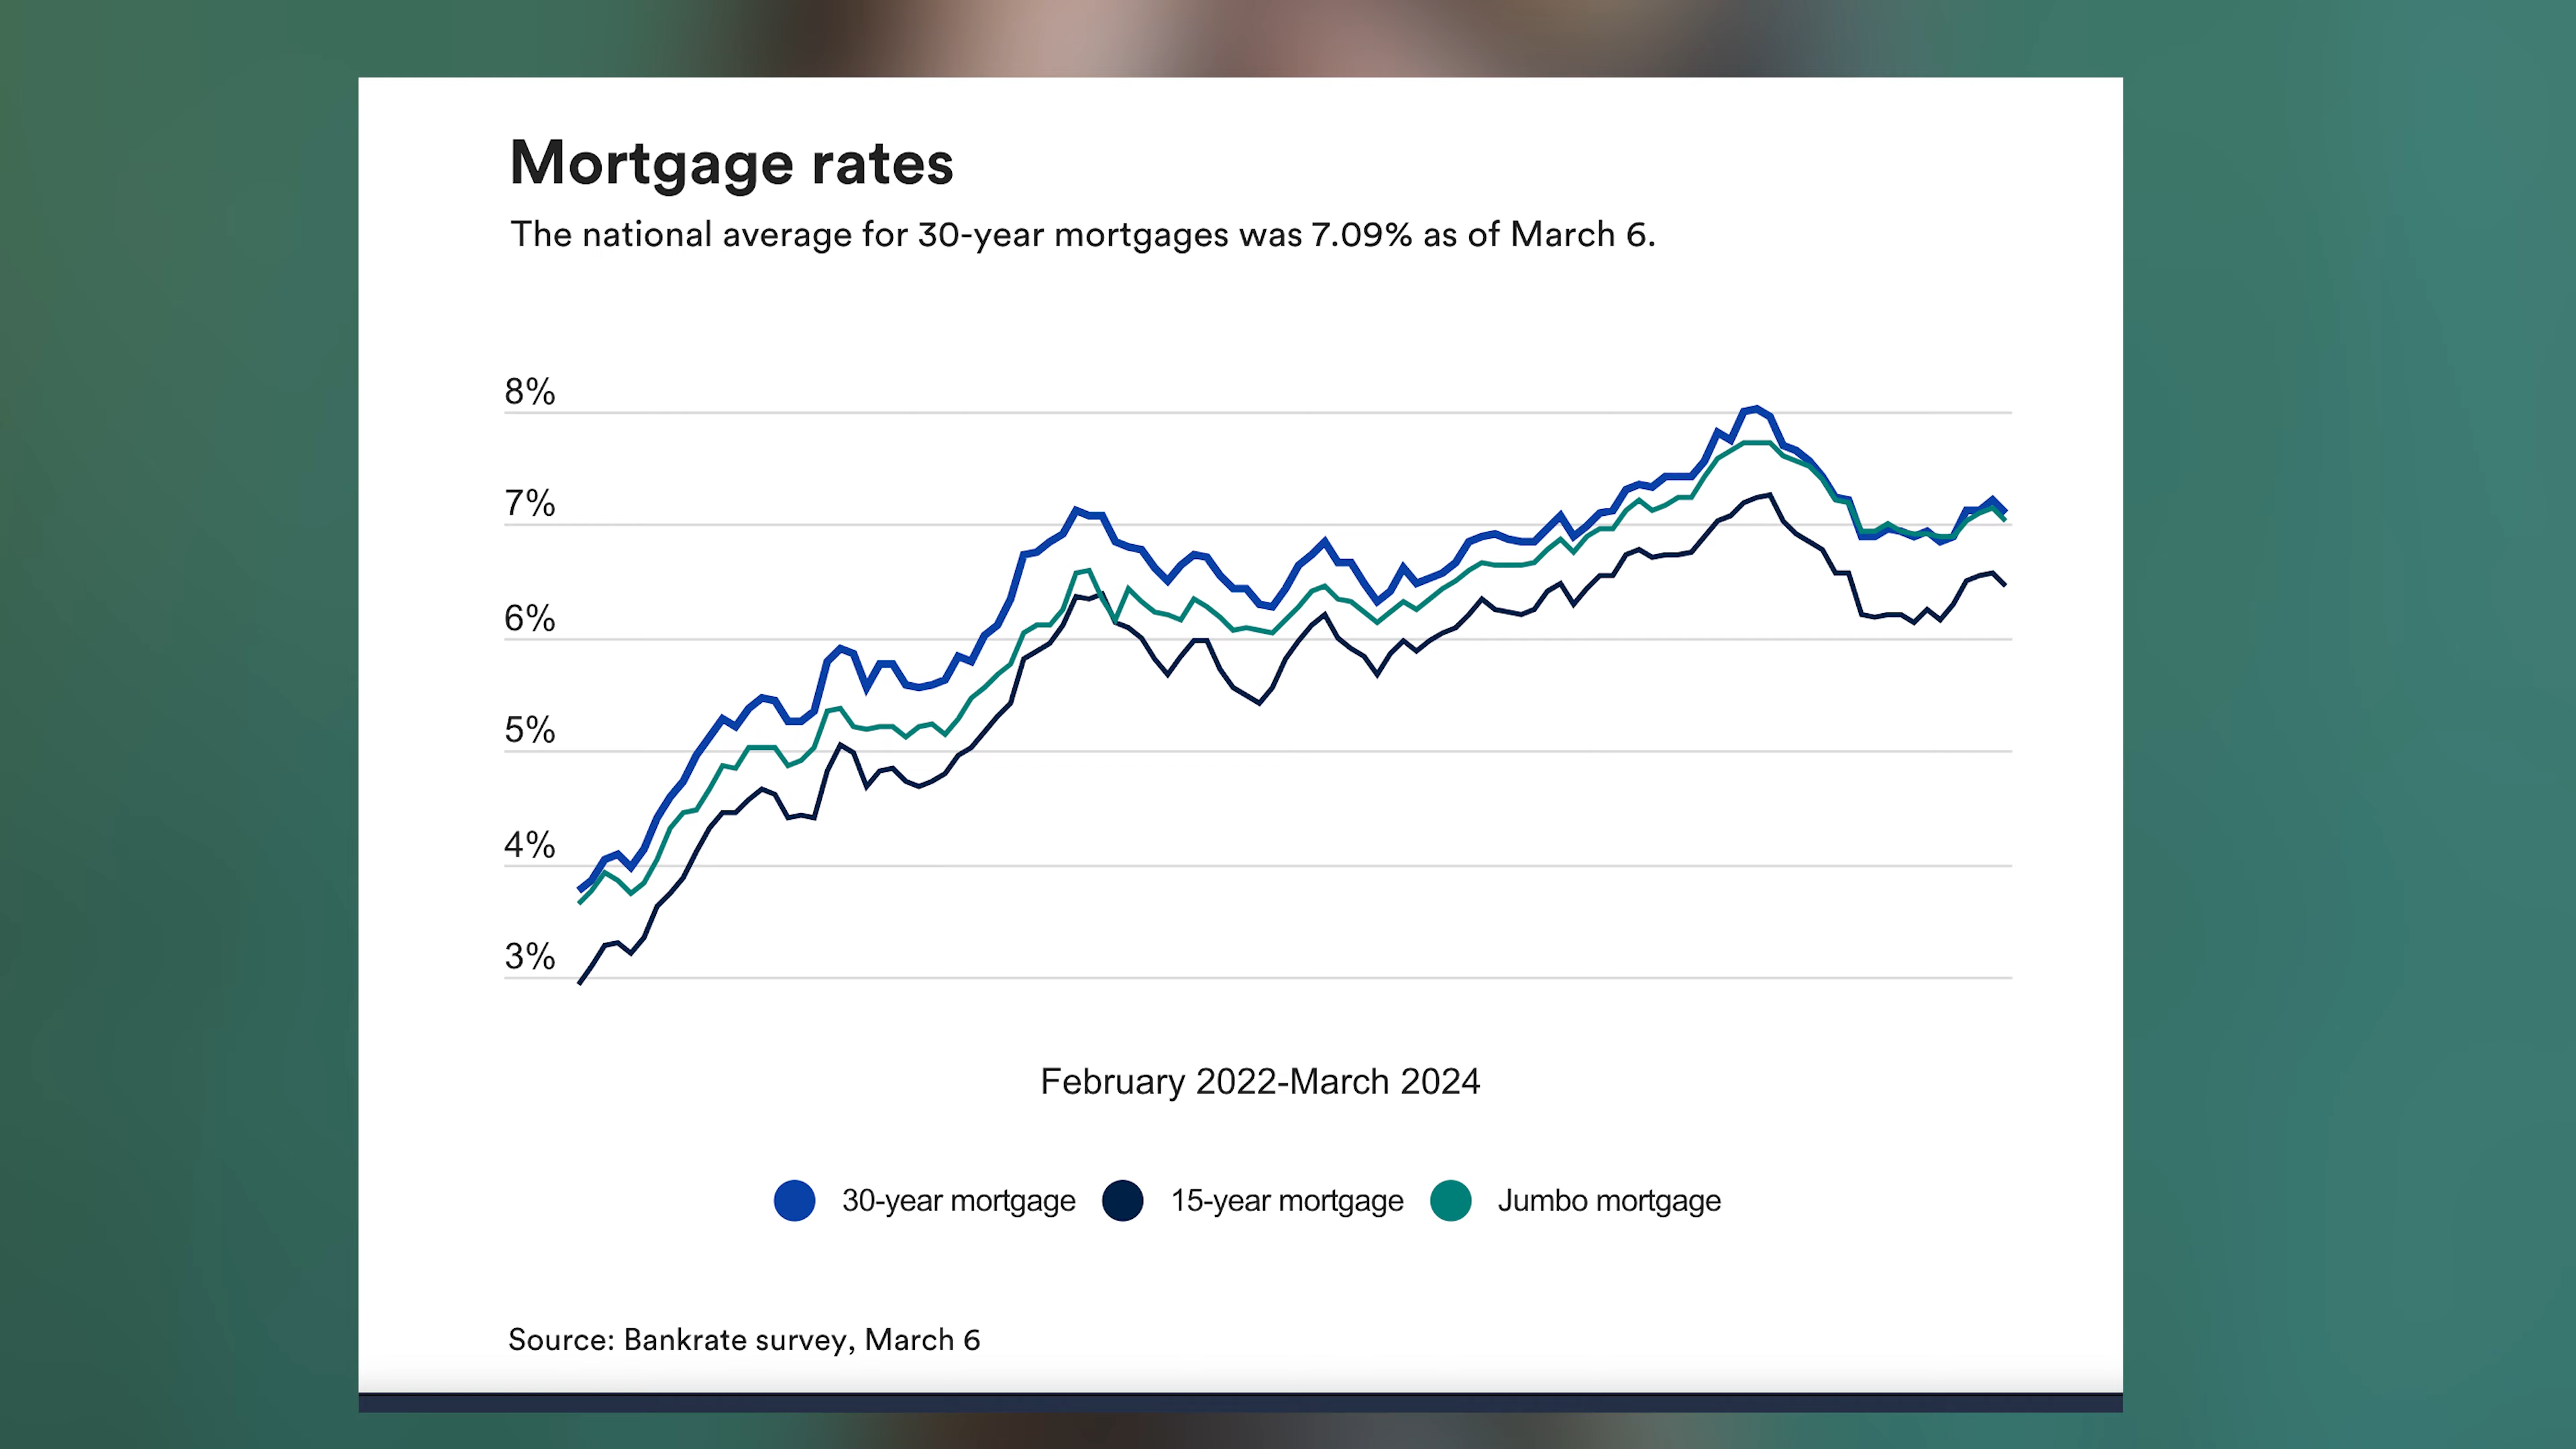 Mortgage rates
The national average for 30-year mortgages was 7.09% as of March 6.
8%
7%
6%
5%
4%
3%
February 2022-March 2024
30-year mortgage 15-year mortgage Jumbo mortgage
Source: Bankrate survey, March 6